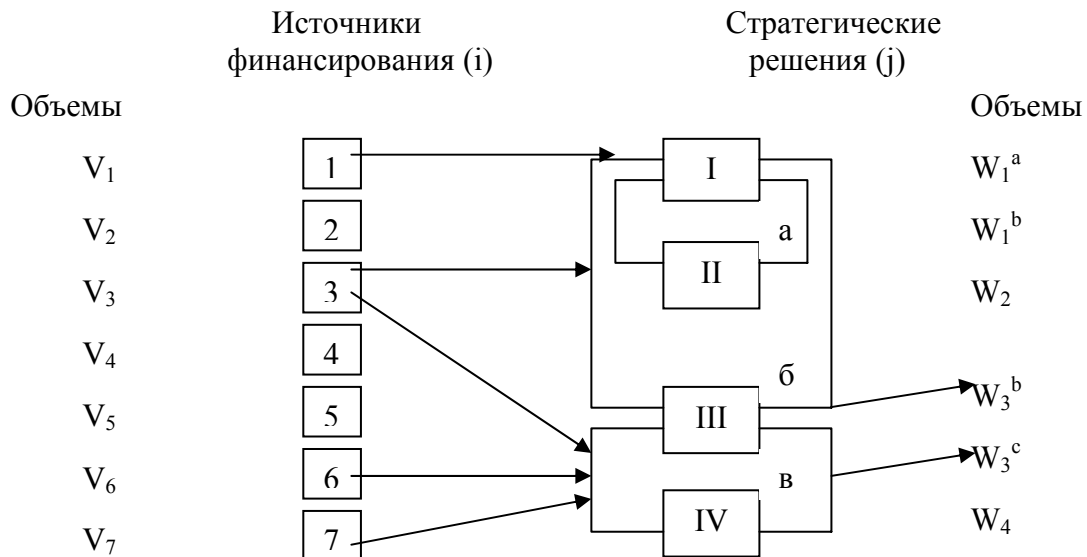 Источники финансирования (i)
Стратегические решения (j)
Объемы
Объемы
V₁ 1 I W₁ᵃ
V₂ 2 а W₁ᵇ
V₃ 3 II W₂
V₄ 4
б
V₅ 5 III W₃ᵇ
V₆ 6 в W₃ᶜ
V₇ 7 IV W₄